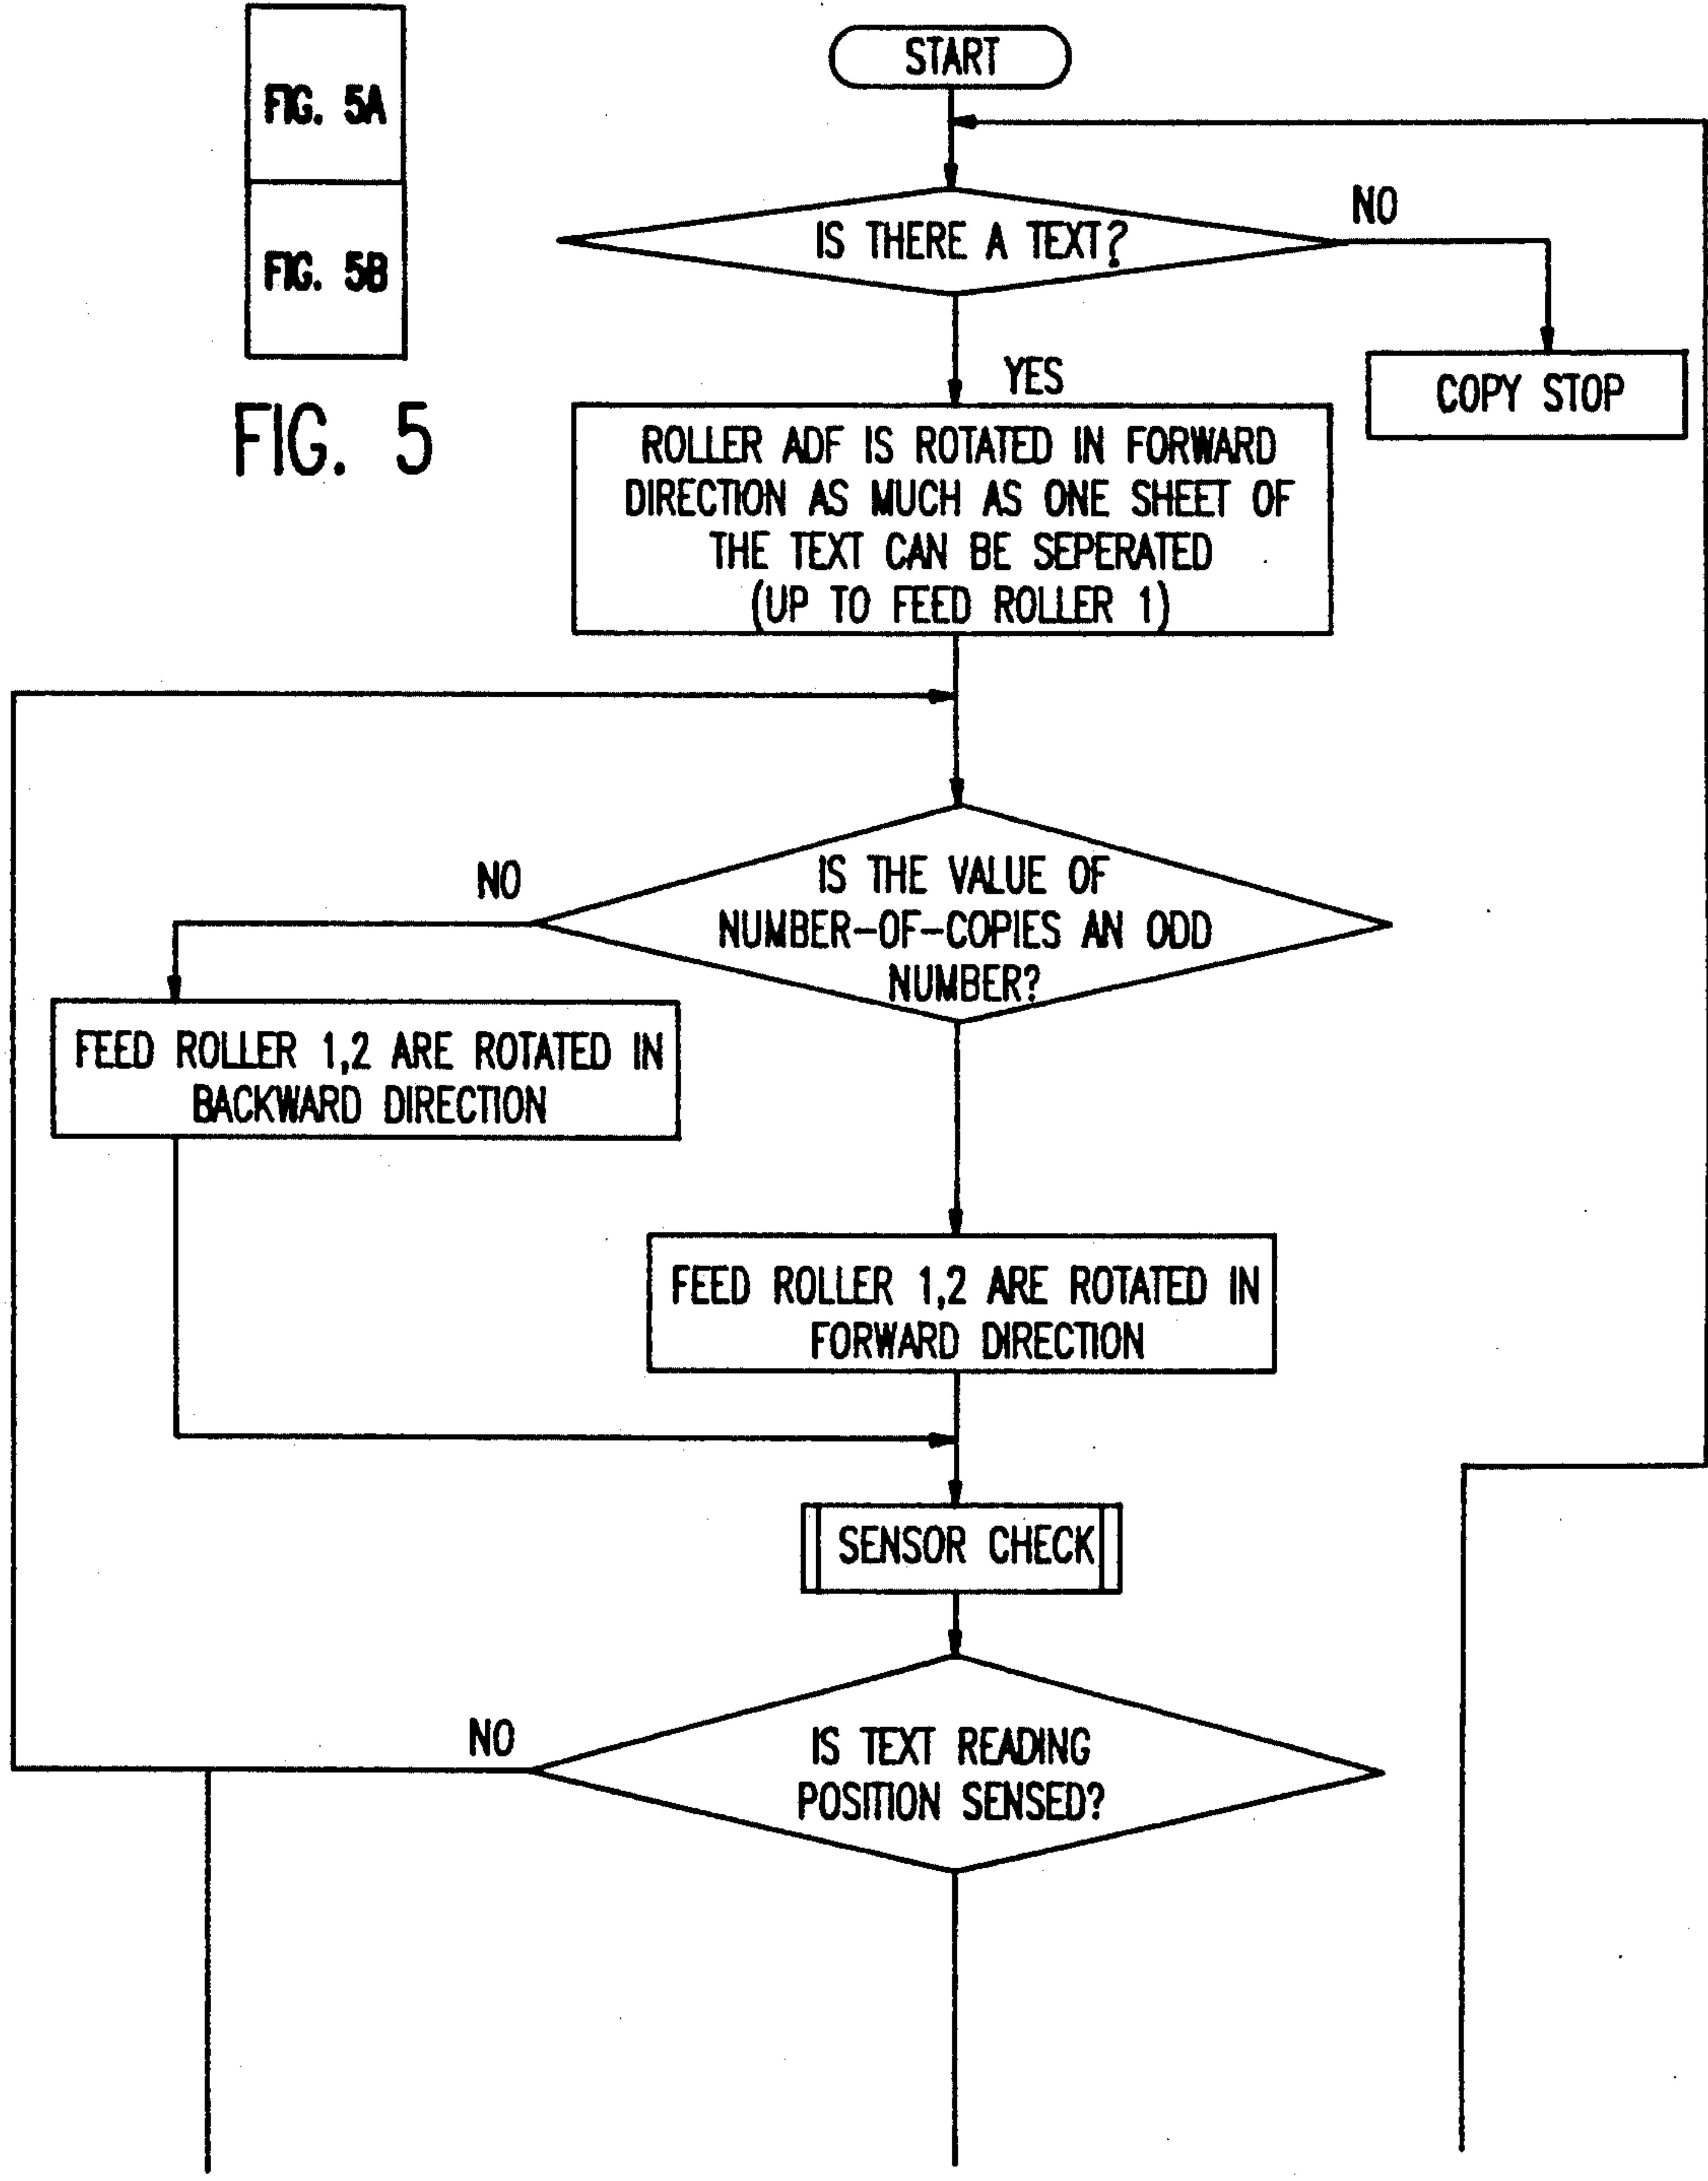 FIG. 5A
FIG. 5B
FIG. 5
START
IS THERE A TEXT?
NO
COPY STOP
YES
ROLLER ADF IS ROTATED IN FORWARD
DIRECTION AS MUCH AS ONE SHEET OF
THE TEXT CAN BE SEPERATED
(UP TO FEED ROLLER 1)
IS THE VALUE OF
NUMBER-OF-COPIES AN ODD
NUMBER?
NO
FEED ROLLER 1,2 ARE ROTATED IN
BACKWARD DIRECTION
FEED ROLLER 1,2 ARE ROTATED IN
FORWARD DIRECTION
SENSOR CHECK
IS TEXT READING
POSITION SENSED?
NO